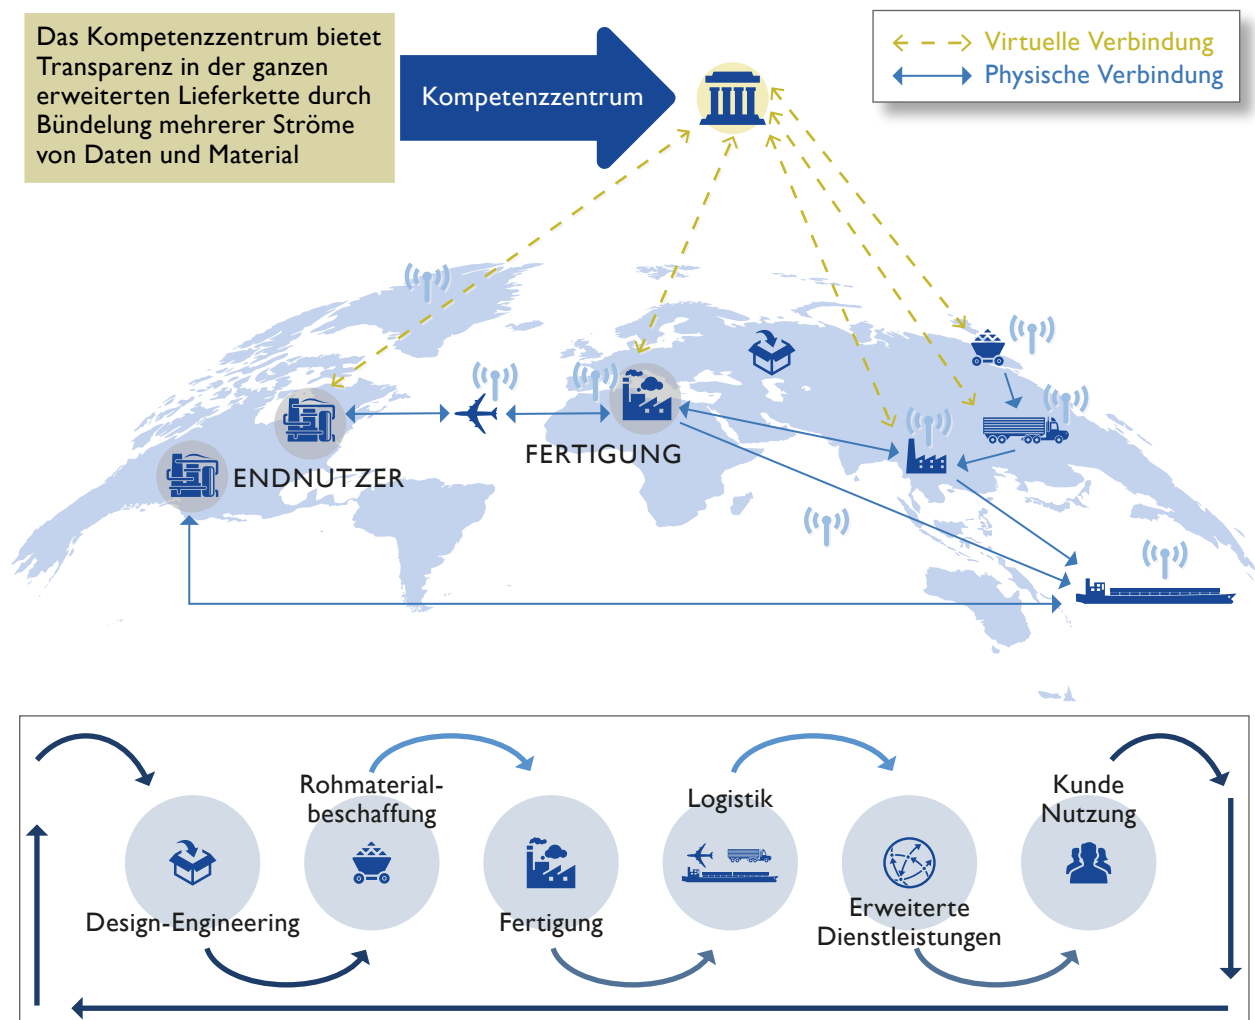 Das Kompetenzzentrum bietet
Transparenz in der ganzen
erweiterten Lieferkette durch
Bündelung mehrerer Ströme
von Daten und Material
Kompetenzzentrum
Virtuelle Verbindung
Physische Verbindung
FERTIGUNG
ENDNUTZER
Design-Engineering
Rohmaterial-
beschaffung
Fertigung
Logistik
Erweiterte
Dienstleistungen
Kunde
Nutzung